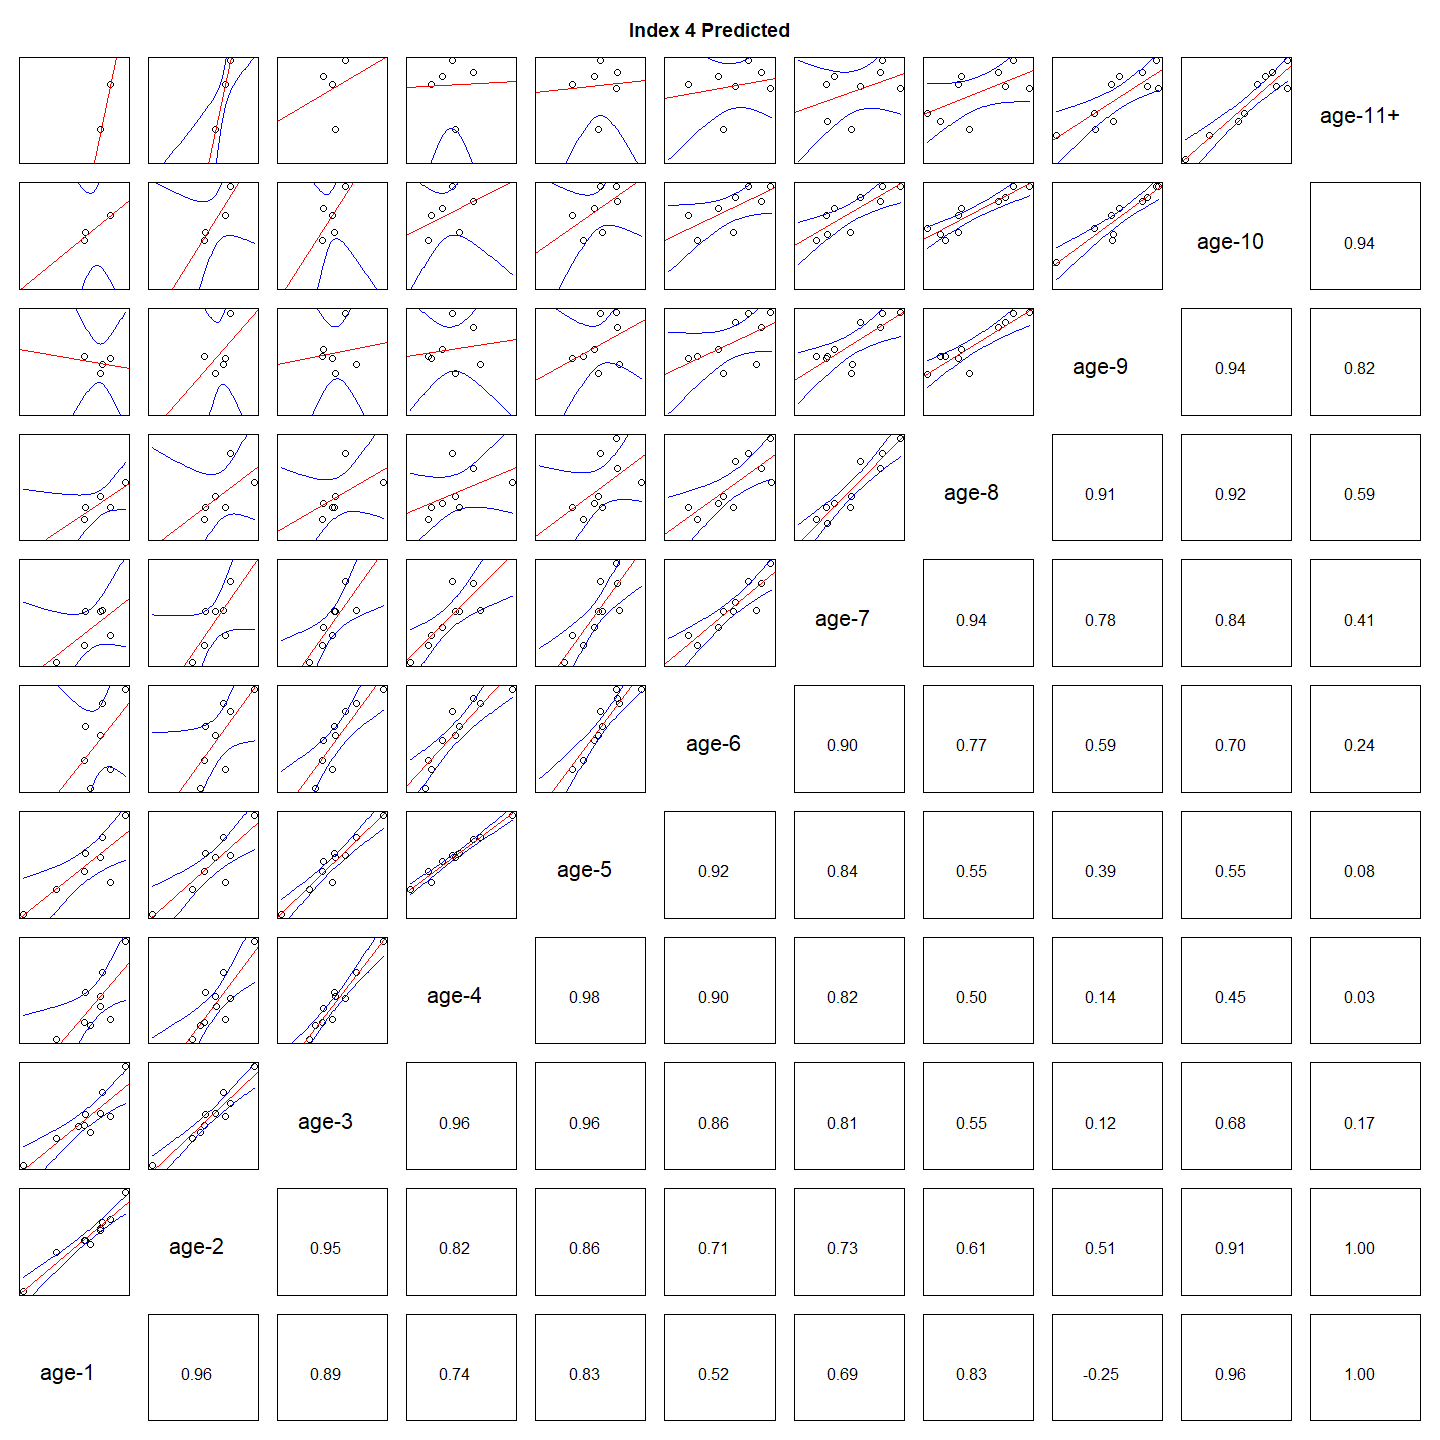 Index 4 Predicted
age-11+
age-10 0.94
age-9 0.94 0.82
age-8 0.91 0.92 0.59
age-7 0.94 0.78 0.84 0.41
age-6 0.90 0.77 0.59 0.70 0.24
age-5 0.92 0.84 0.55 0.39 0.55 0.08
age-4 0.98 0.90 0.82 0.50 0.14 0.45 0.03
age-3 0.96 0.96 0.86 0.81 0.55 0.12 0.68 0.17
age-2 0.95 0.82 0.86 0.71 0.73 0.61 0.51 0.91 1.00
age-1 0.96 0.89 0.74 0.83 0.52 0.69 0.83 -0.25 0.96 1.00